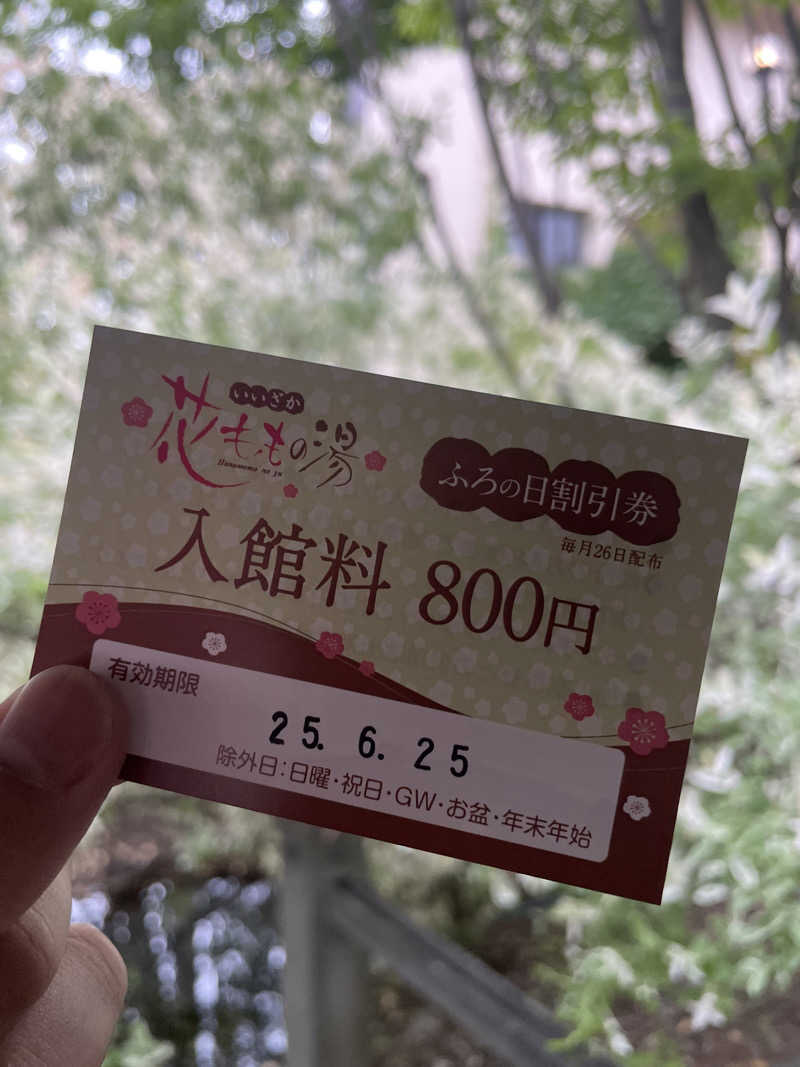 いいざか
花ももの湯
Hanamomo no yu
ふろの日割引券
毎月26日配布
入館料 800円
有効期限
25. 6. 25
除外日:日曜・祝日・GW・お盆・年末年始